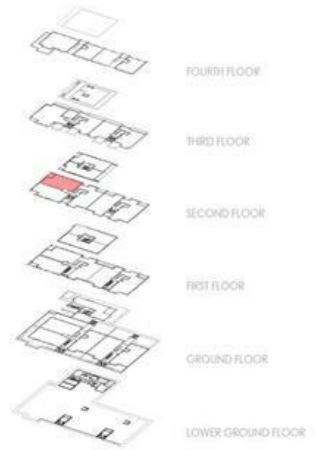 FOURTH FLOOR
THIRD FLOOR
SECOND FLOOR
FIRST FLOOR
GROUND FLOOR
LOWER GROUND FLOOR